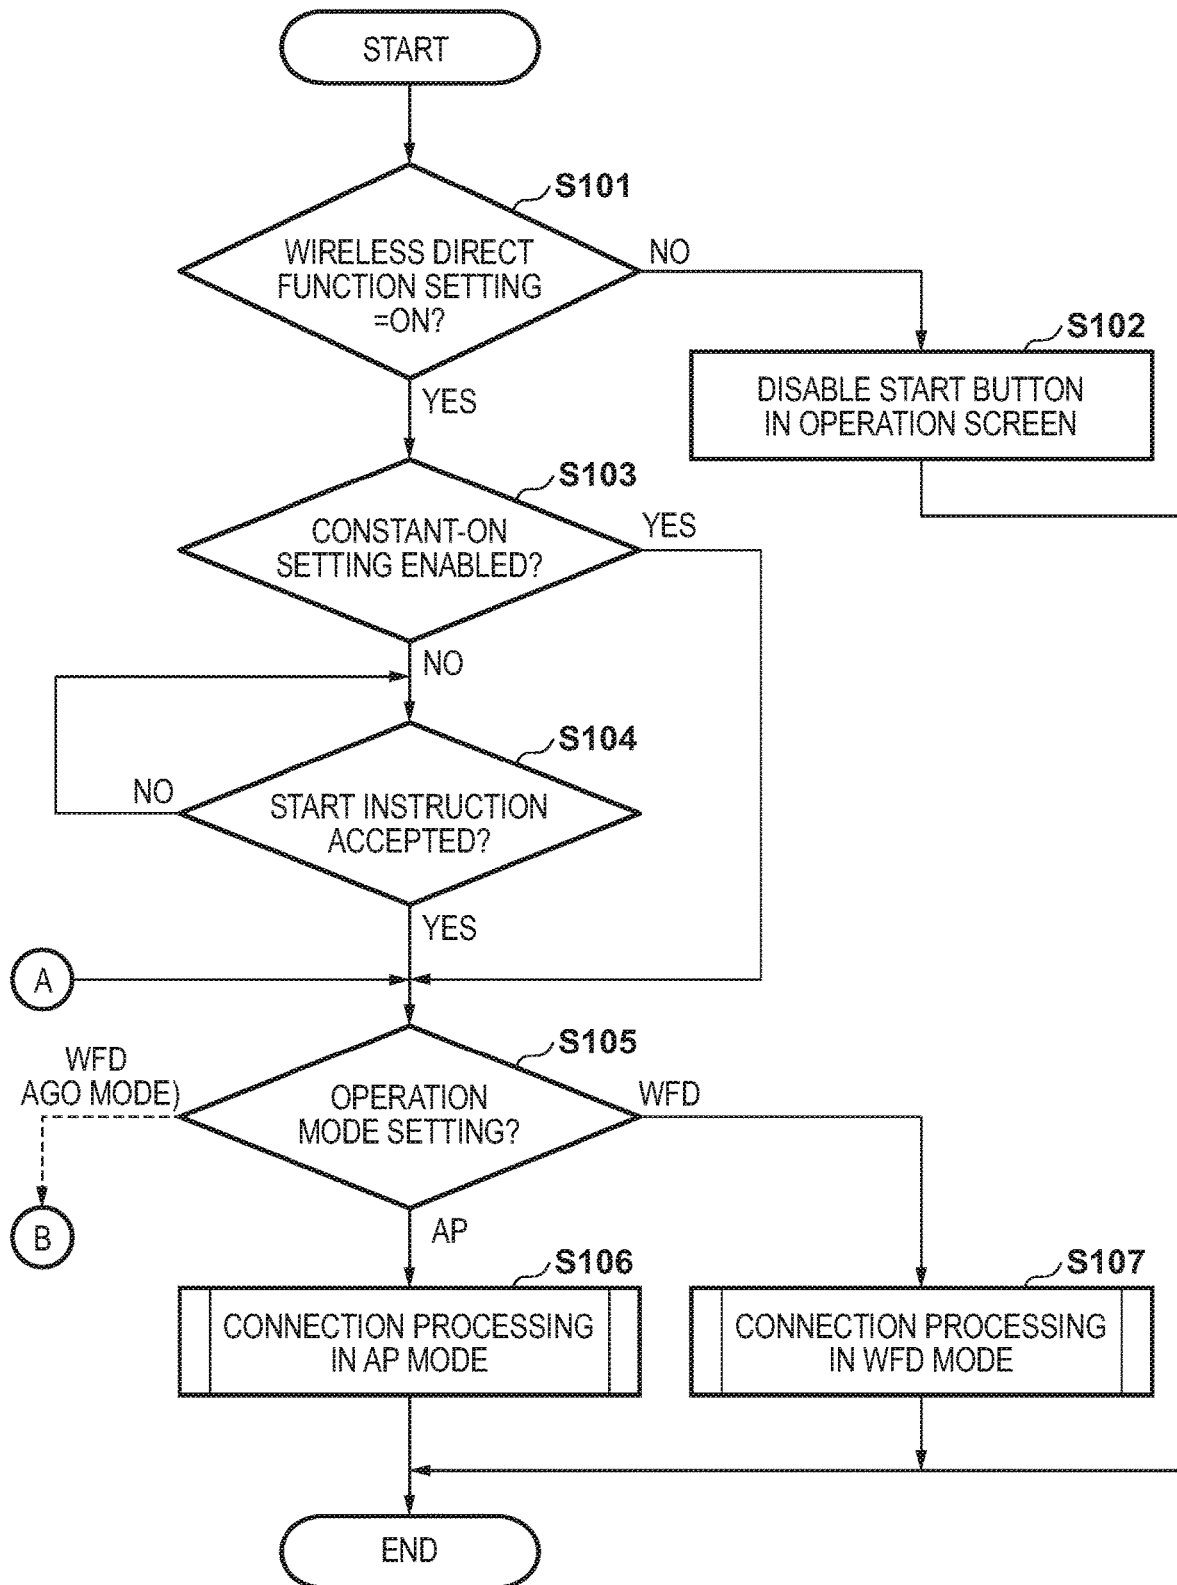 START
S101
WIRELESS DIRECT
FUNCTION SETTING
=ON?
NO
YES
S102
DISABLE START BUTTON
IN OPERATION SCREEN
S103
CONSTANT-ON
SETTING ENABLED?
YES
NO
S104
START INSTRUCTION
ACCEPTED?
NO
YES
A
S105
OPERATION
MODE SETTING?
WFD
AGO MODE)
WFD
B
AP
S106
CONNECTION PROCESSING
IN AP MODE
S107
CONNECTION PROCESSING
IN WFD MODE
END